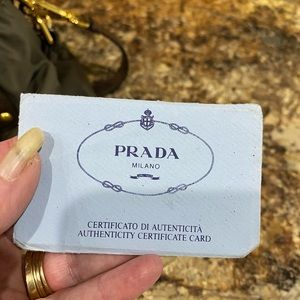 PRADA
MILANO
CERTIFICATO DI AUTENTICITÀ
AUTHENTICITY CERTIFICATE CARD